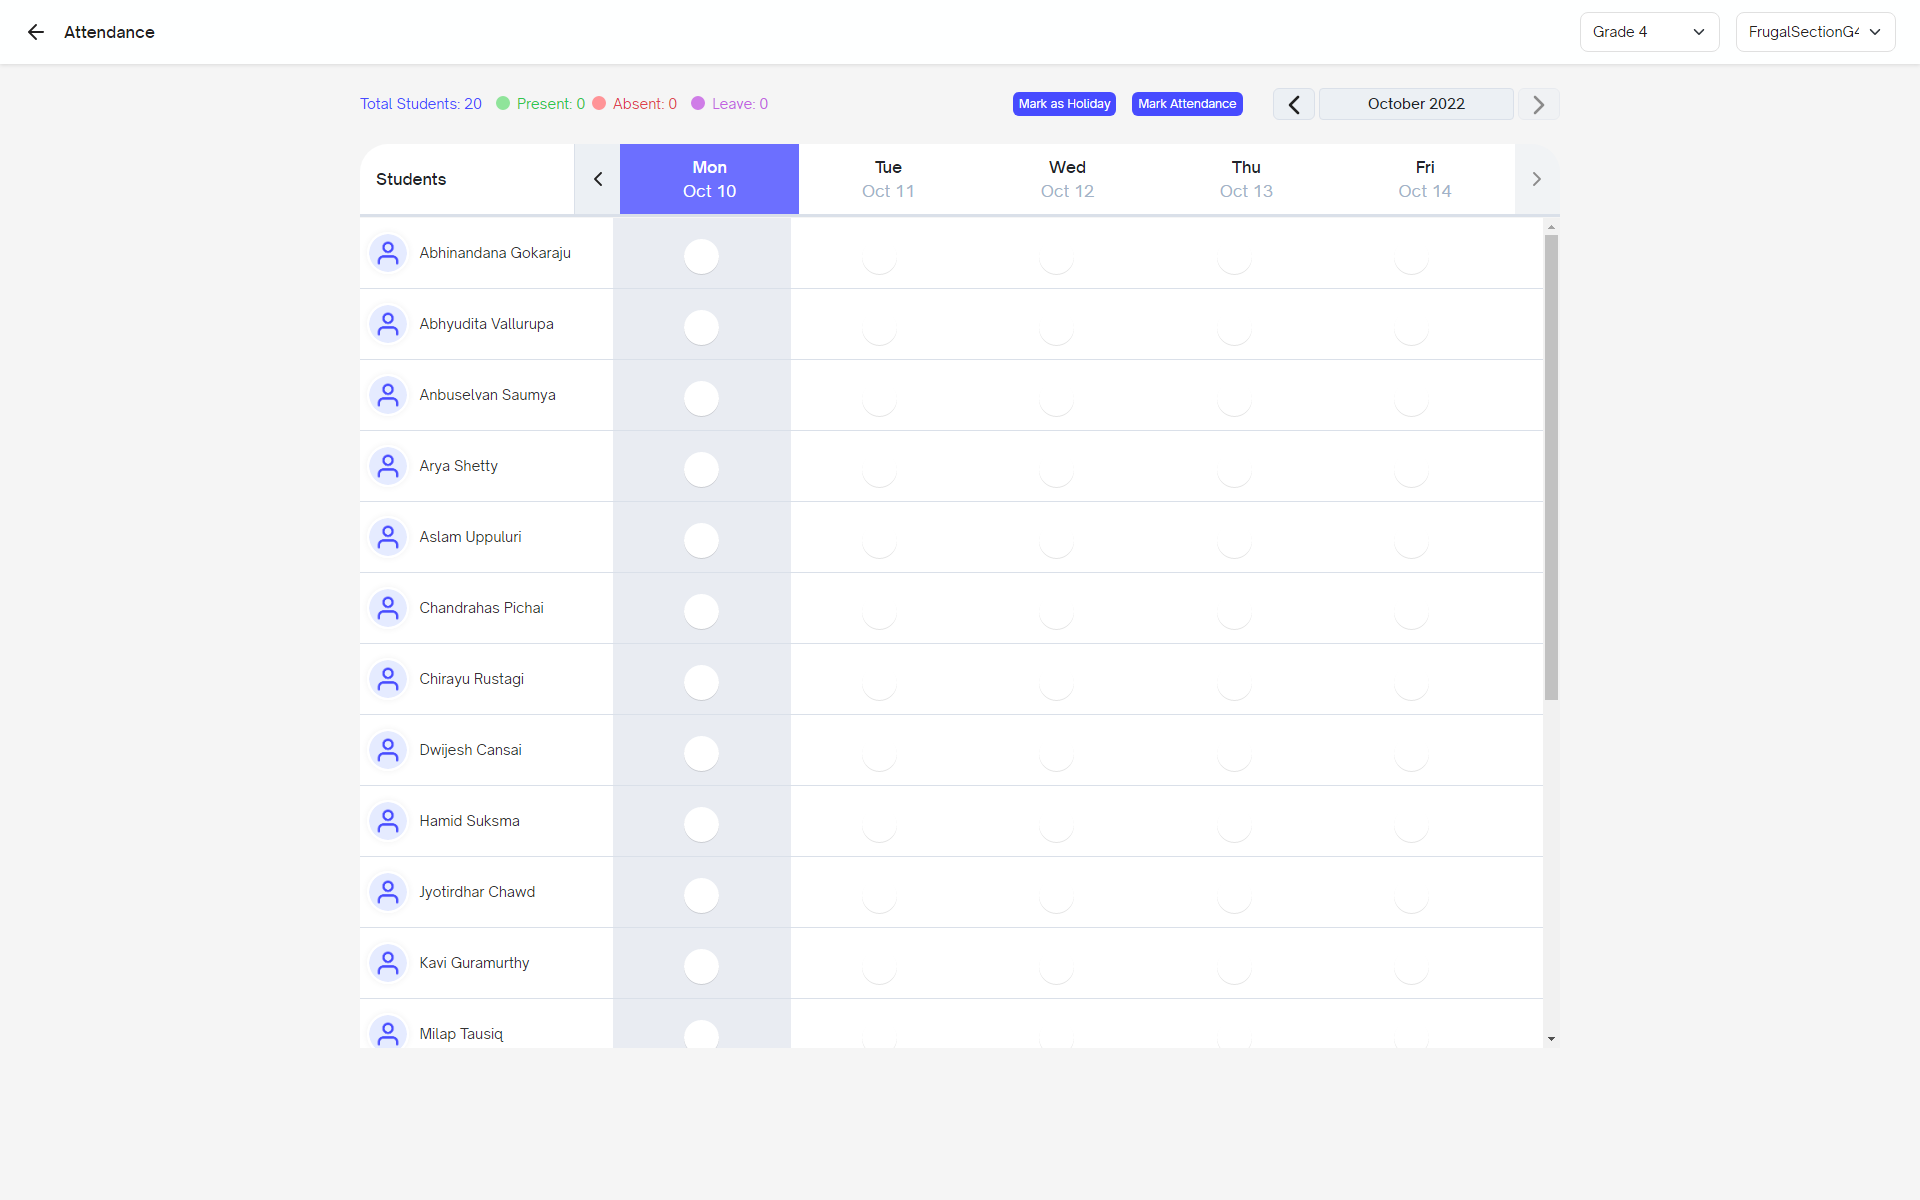 Attendance
Grade 4
FrugalSectionG4
Total Students: 20
Present: 0
Absent: 0
Leave: 0
Mark as Holiday
Mark Attendance
October 2022
Students
Mon
Oct 10
Tue
Oct 11
Wed
Oct 12
Thu
Oct 13
Fri
Oct 14
Abhinandana Gokaraju
Abhyudita Vallurupa
Anbuselvan Saumya
Arya Shetty
Aslam Uppuluri
Chandrahas Pichai
Chirayu Rustagi
Dwijesh Cansai
Hamid Suksma
Jyotirdhar Chawd
Kavi Guramurthy
Milap Tausiq